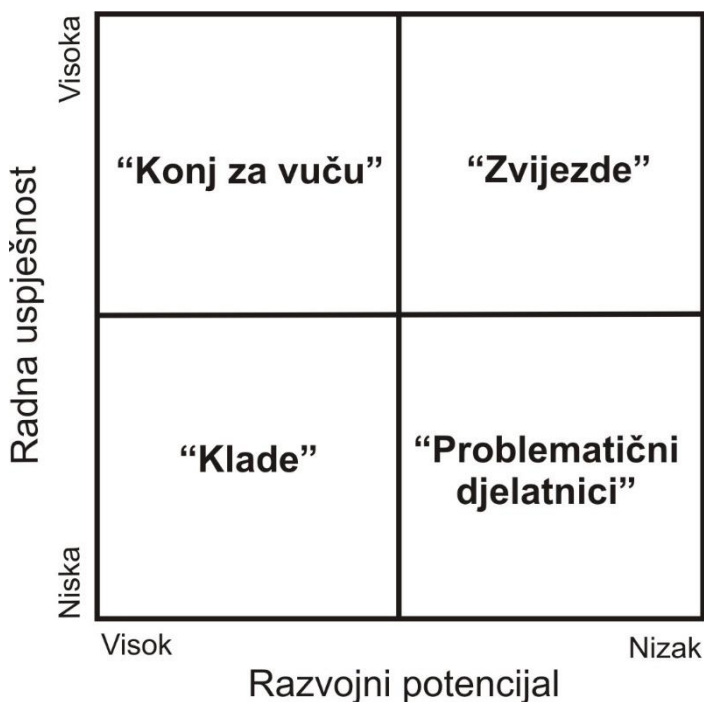 Visoka
“Konj za vuču”
“Zvijezde”
Radna uspješnost
“Klade”
“Problematični
djelatnici”
Niska
Visok
Nizak
Razvojni potencijal